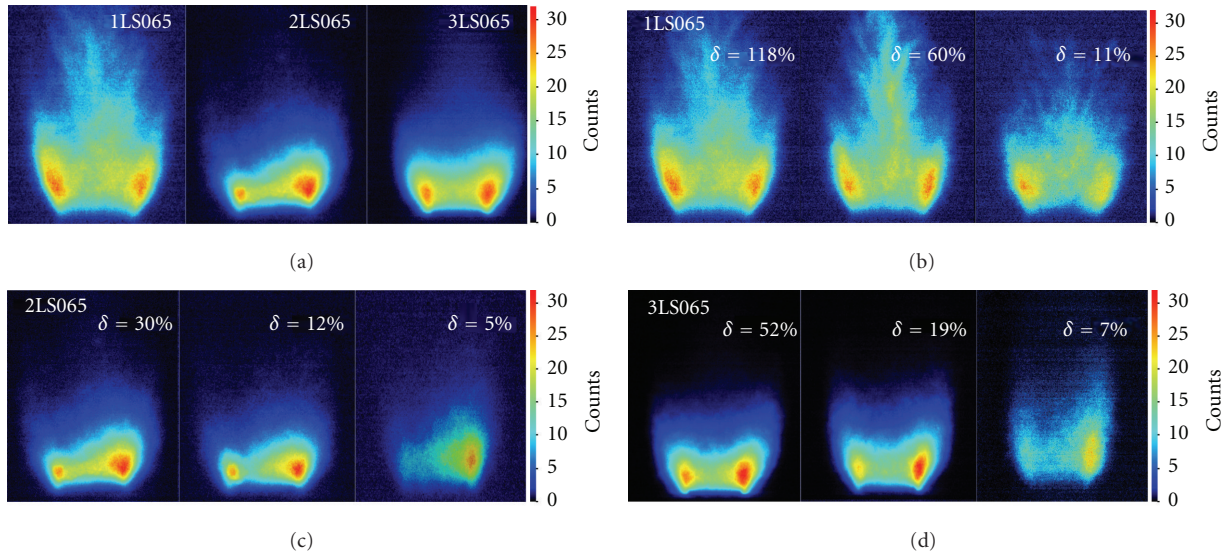 1LS065 2LS065 3LS065
30
25
20
15
10
5
0
Counts
(a)
1LS065
δ = 118% δ = 60% δ = 11%
30
25
20
15
10
5
0
Counts
(b)
2LS065
δ = 30% δ = 12% δ = 5%
30
25
20
15
10
5
0
Counts
(c)
3LS065
δ = 52% δ = 19% δ = 7%
30
25
20
15
10
5
0
Counts
(d)